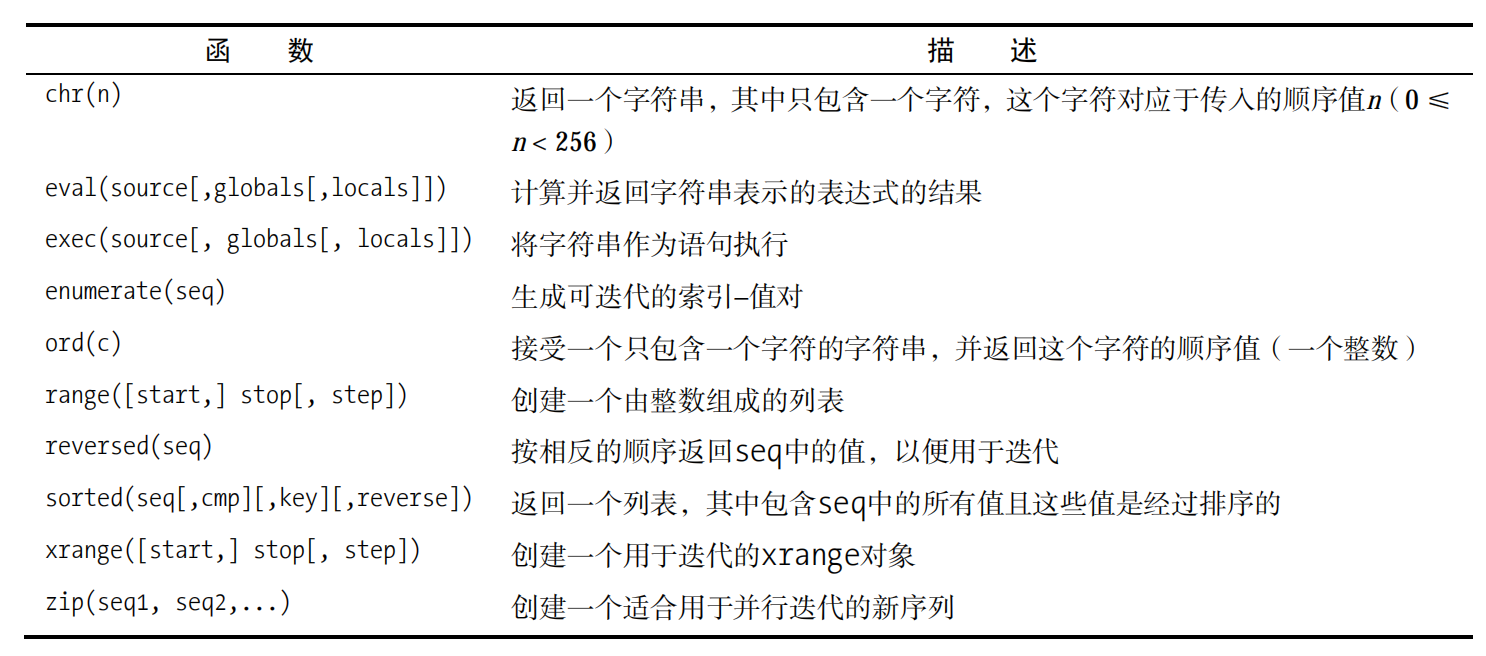 函 数 描 述
chr(n) 返回一个字符串，其中只包含一个字符，这个字符对应于传入的顺序值n（0 ≤
n < 256）
eval(source[,globals[,locals]]) 计算并返回字符串表示的表达式的结果
exec(source[, globals[, locals]]) 将字符串作为语句执行
enumerate(seq) 生成可迭代的索引–值对
ord(c) 接受一个只包含一个字符的字符串，并返回这个字符的顺序值（一个整数）
range([start,] stop[, step]) 创建一个由整数组成的列表
reversed(seq) 按相反的顺序返回seq中的值，以便用于迭代
sorted(seq[,cmp][,key][,reverse]) 返回一个列表，其中包含seq中的所有值且这些值是经过排序的
xrange([start,] stop[, step]) 创建一个用于迭代的xrange对象
zip(seq1, seq2,...) 创建一个适合用于并行迭代的新序列